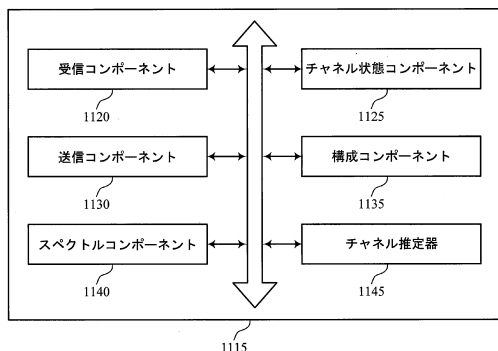 受信コンポーネント
1120
チャネル状態コンポーネント
1125
送信コンポーネント
1130
構成コンポーネント
1135
スペクトルコンポーネント
1140
チャネル推定器
1145
1115